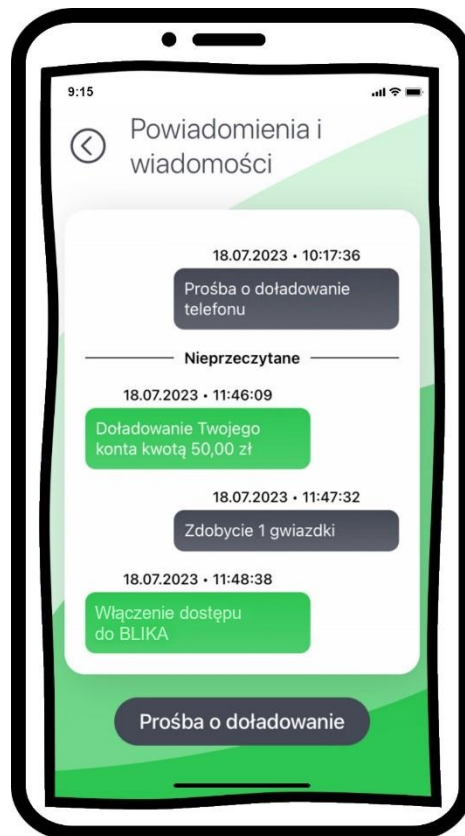 9:15
Powiadomienia i
wiadomości
18.07.2023 • 10:17:36
Prośba o doładowanie
telefonu
Nieprzeczytane
18.07.2023 • 11:46:09
Doładowanie Twojego
konta kwotą 50,00 zł
18.07.2023 • 11:47:32
Zdobycie 1 gwiazdki
18.07.2023 • 11:48:38
Włączenie dostępu
do BLIKA
Prośba o doładowanie